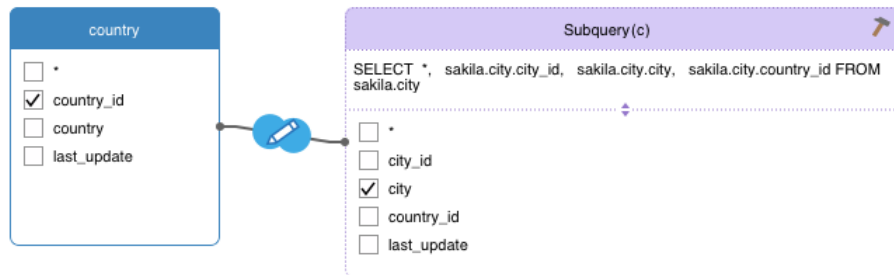 country
*
country_id
country
last_update
Subquery(c)
SELECT *, sakila.city.city_id, sakila.city.city, sakila.city.country_id FROM
sakila.city
*
city_id
city
country_id
last_update